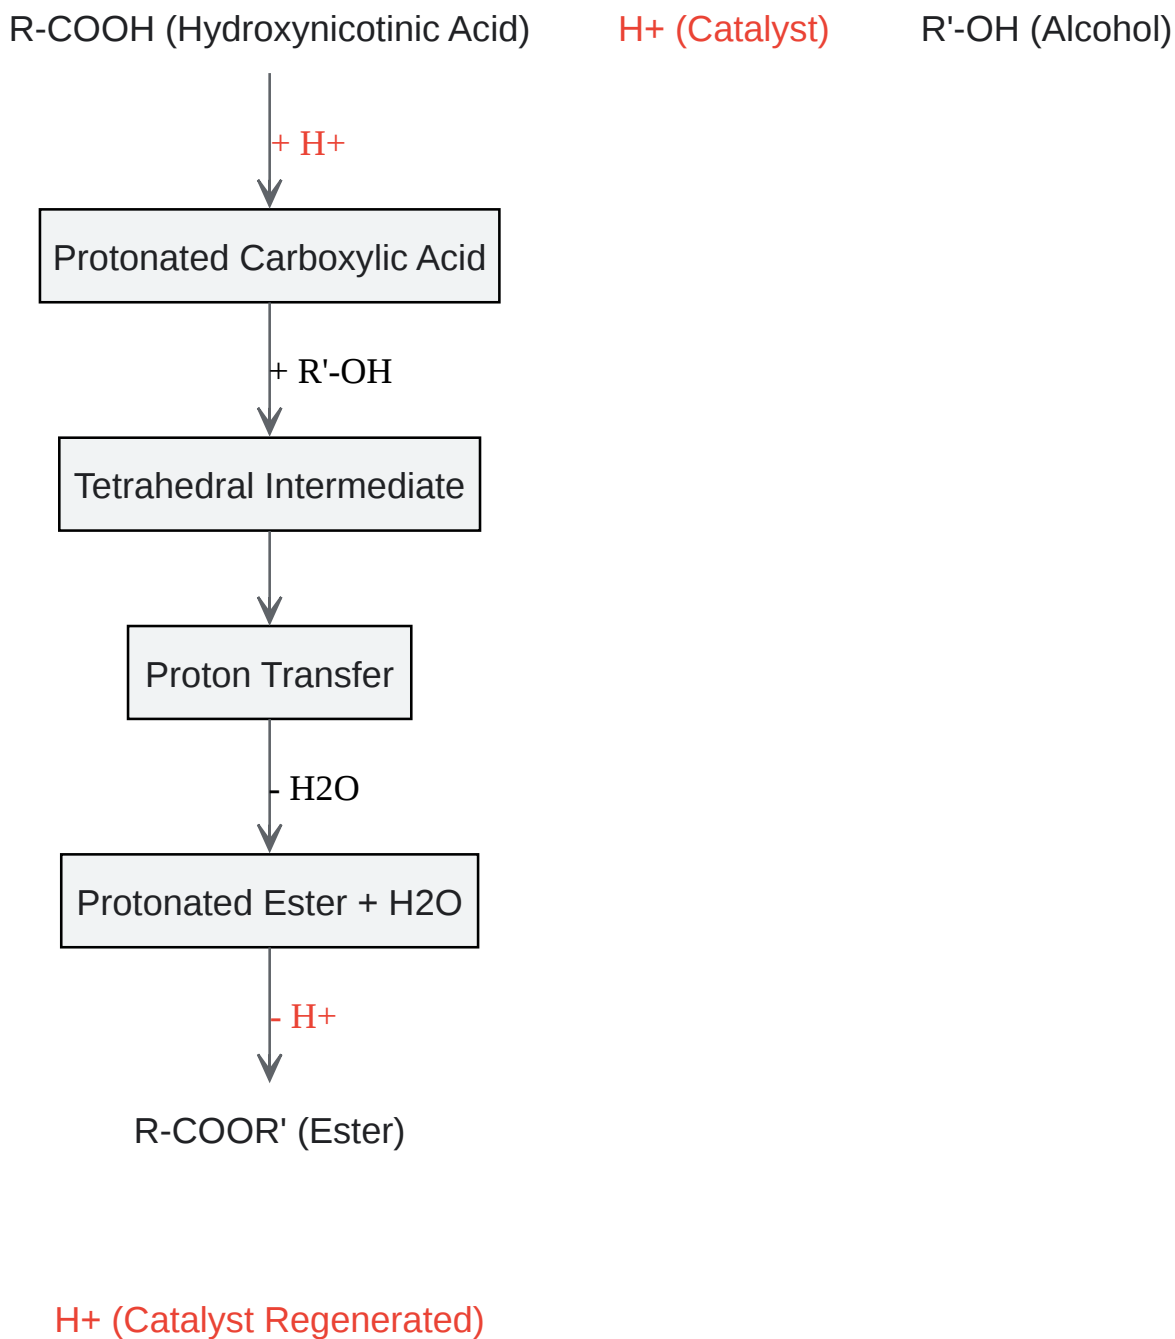 R-COOH (Hydroxynicotinic Acid)
H+ (Catalyst)
R'-OH (Alcohol)
+ H+
Protonated Carboxylic Acid
+ R'-OH
Tetrahedral Intermediate
Proton Transfer
- H2O
Protonated Ester + H2O
- H+
R-COOR' (Ester)
H+ (Catalyst Regenerated)